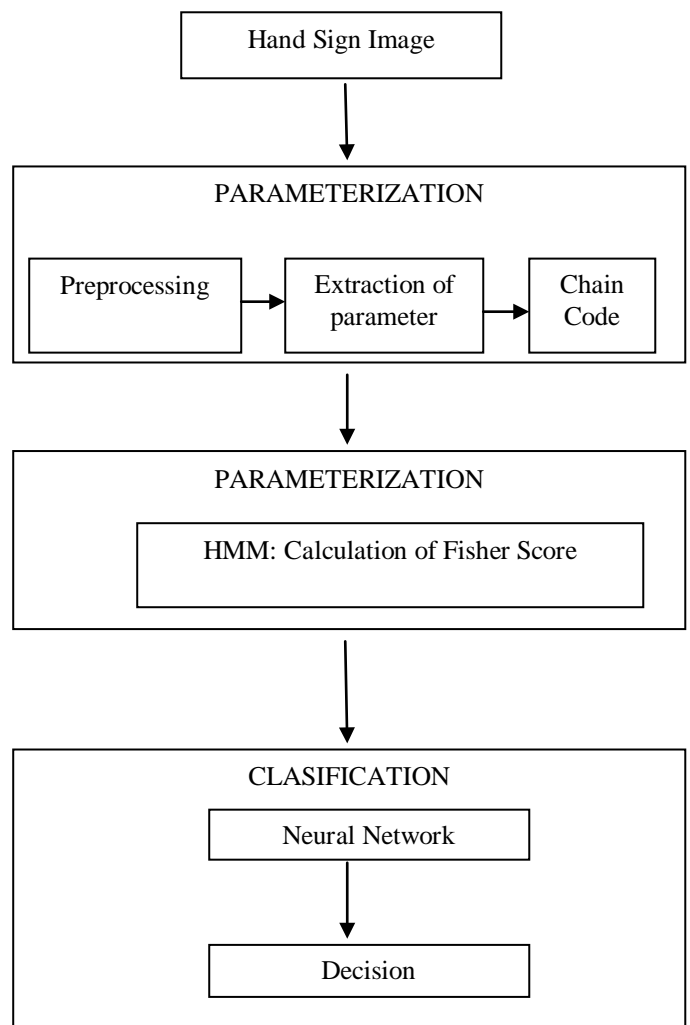 Hand Sign Image
PARAMETERIZATION
Preprocessing
Extraction of
parameter
Chain
Code
PARAMETERIZATION
HMM: Calculation of Fisher Score
CLASIFICATION
Neural Network
Decision